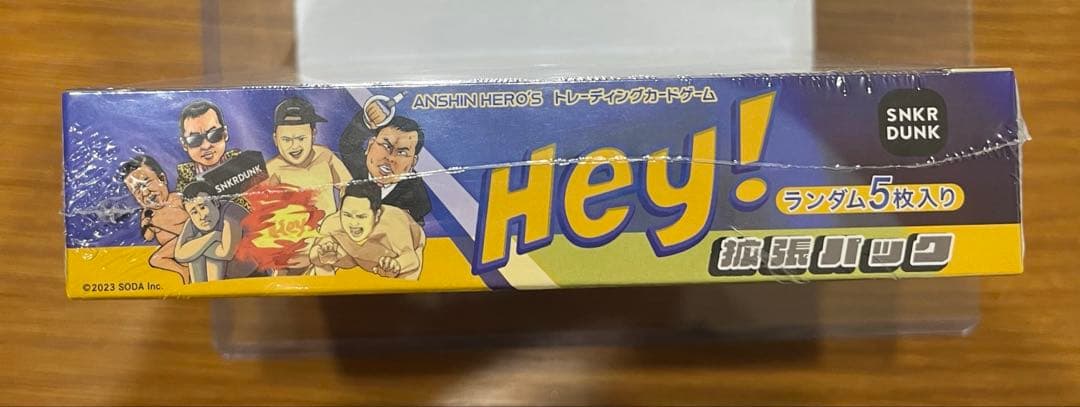 ANSHIN HERO'S トレーディングカードゲーム
SNKR
DUNK
Hey!
ランダム5枚入り
拡張パック
SNKRDUNK
Hey!
©2023 SODA Inc.